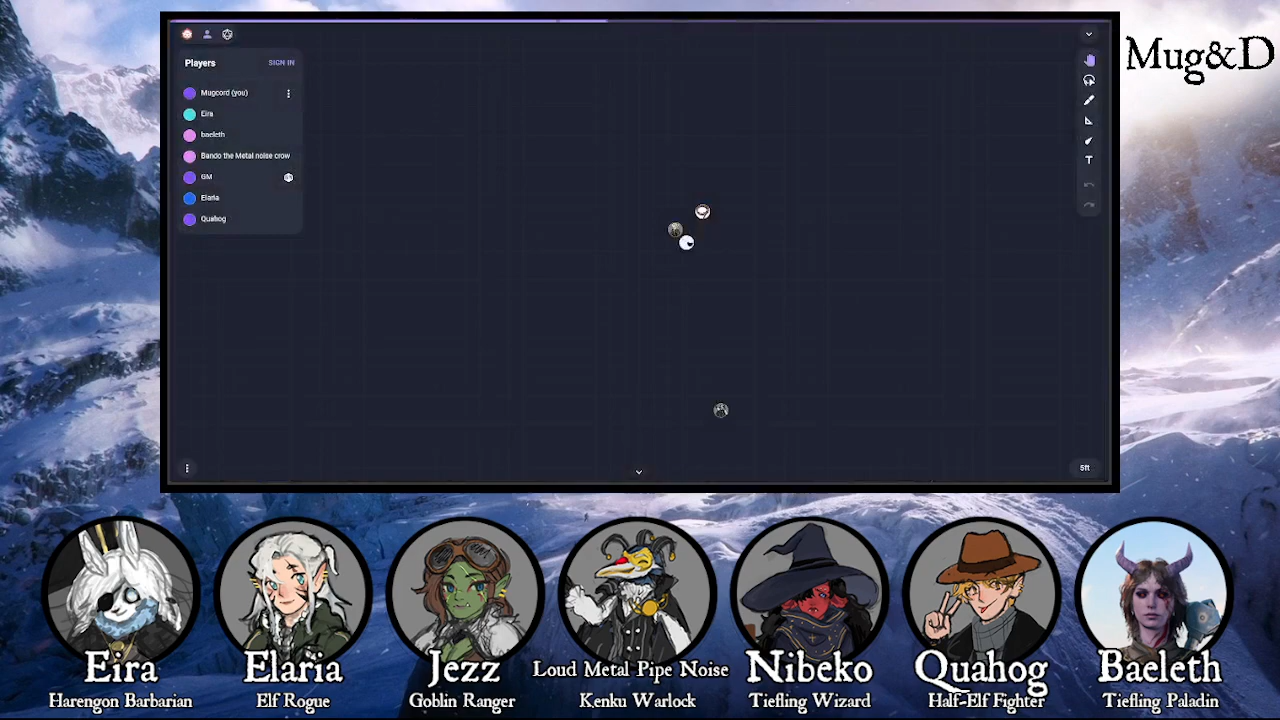 Mug&D
Players
SIGN IN
Mugcord (you)
Eira
baeleth
Bando the Metal noise crow
GM
Elaria
Quahog
T
5ft
Eira
Harengon Barbarian
Elaria
Elf Rogue
Jezz
Goblin Ranger
Loud Metal Pipe Noise
Kenku Warlock
Nibeko
Tiefling Wizard
Quahog
Half-Elf Fighter
Baeleth
Tiefling Paladin